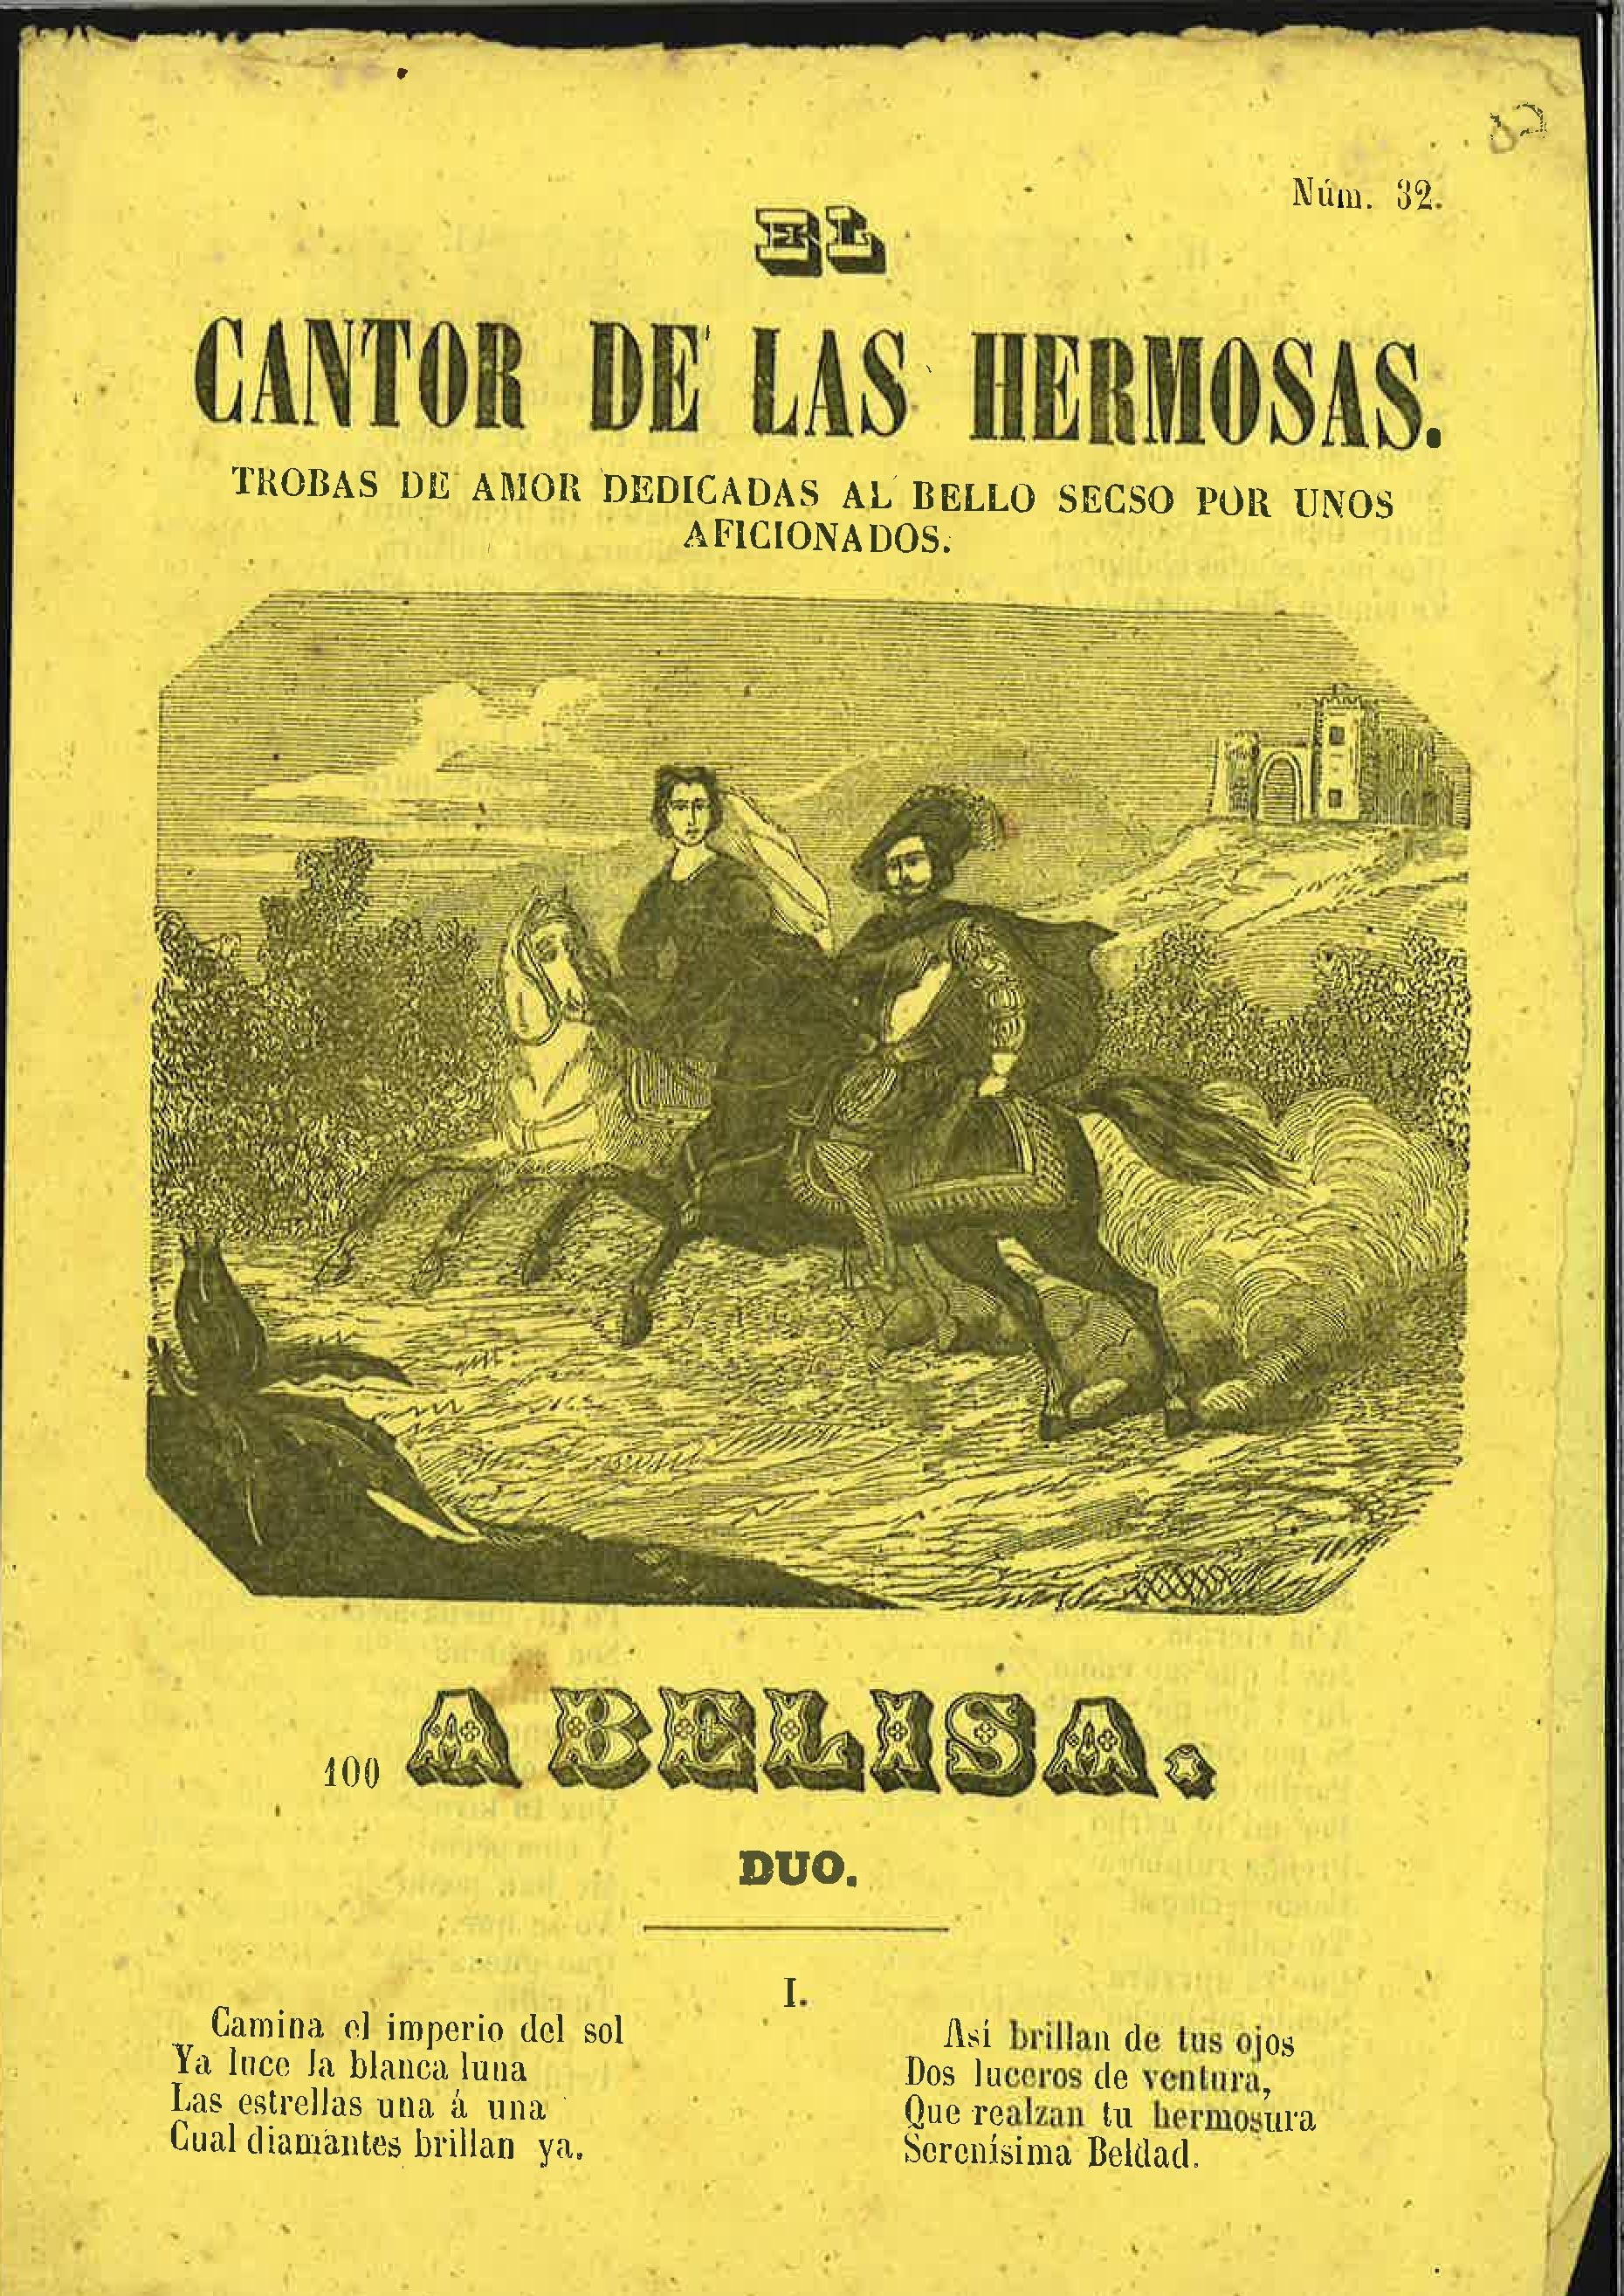 Núm. 32.
EL
CANTOR DE LAS HERMOSAS.
TROBAS DE AMOR DEDICADAS AL BELLO SECSO POR UNOS
AFICIONADOS.
100 A BELISA.
DUO.
I.
Camina el imperio del sol
Ya luce la blanca luna
Las estrellas una á una
Cual diamantes brillan ya.
Así brillan de tus ojos
Dos luceros de ventura,
Que realzan tu hermosura
Serenísima Beldad.